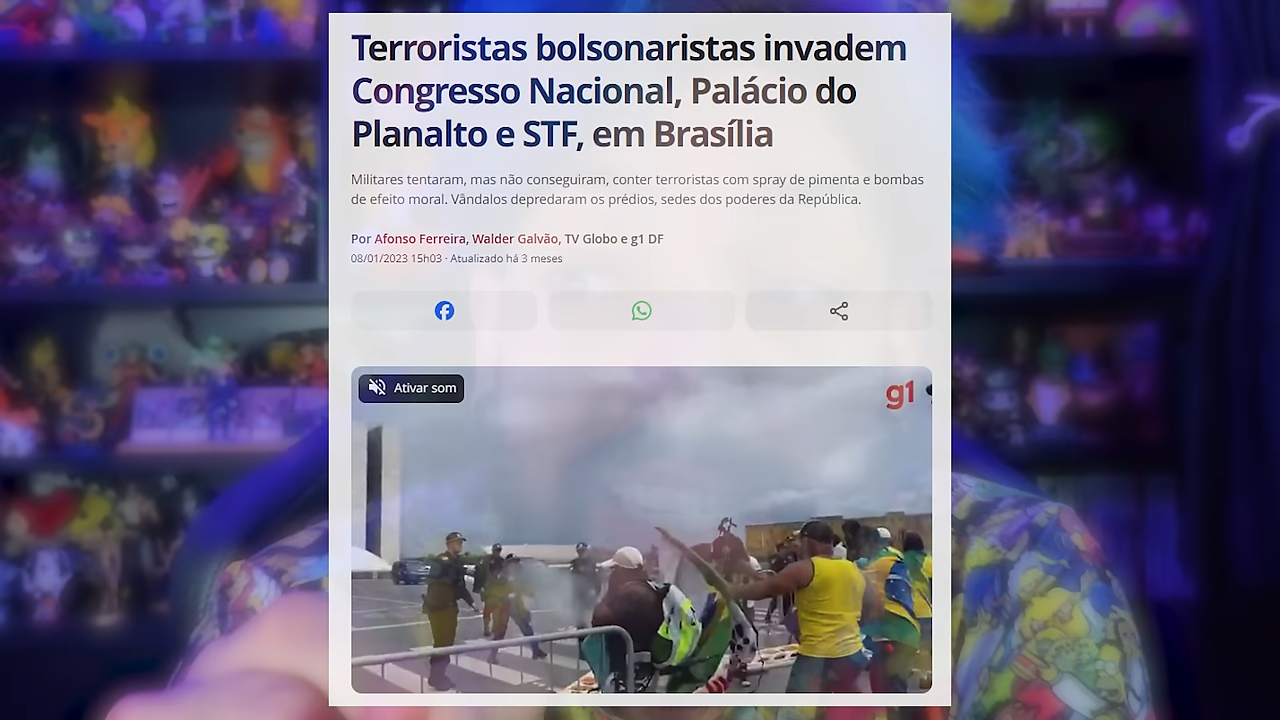 Terroristas bolsonaristas invadem
Congresso Nacional, Palácio do
Planalto e STF, em Brasília
Militares tentaram, mas não conseguiram, conter terroristas com spray de pimenta e bombas
de efeito moral. Vândalos depredaram os prédios, sedes dos poderes da República.
Por Afonso Ferreira, Walder Galvão, TV Globo e g1 DF
08/01/2023 15h03 · Atualizado há 3 meses
Ativar som
g1